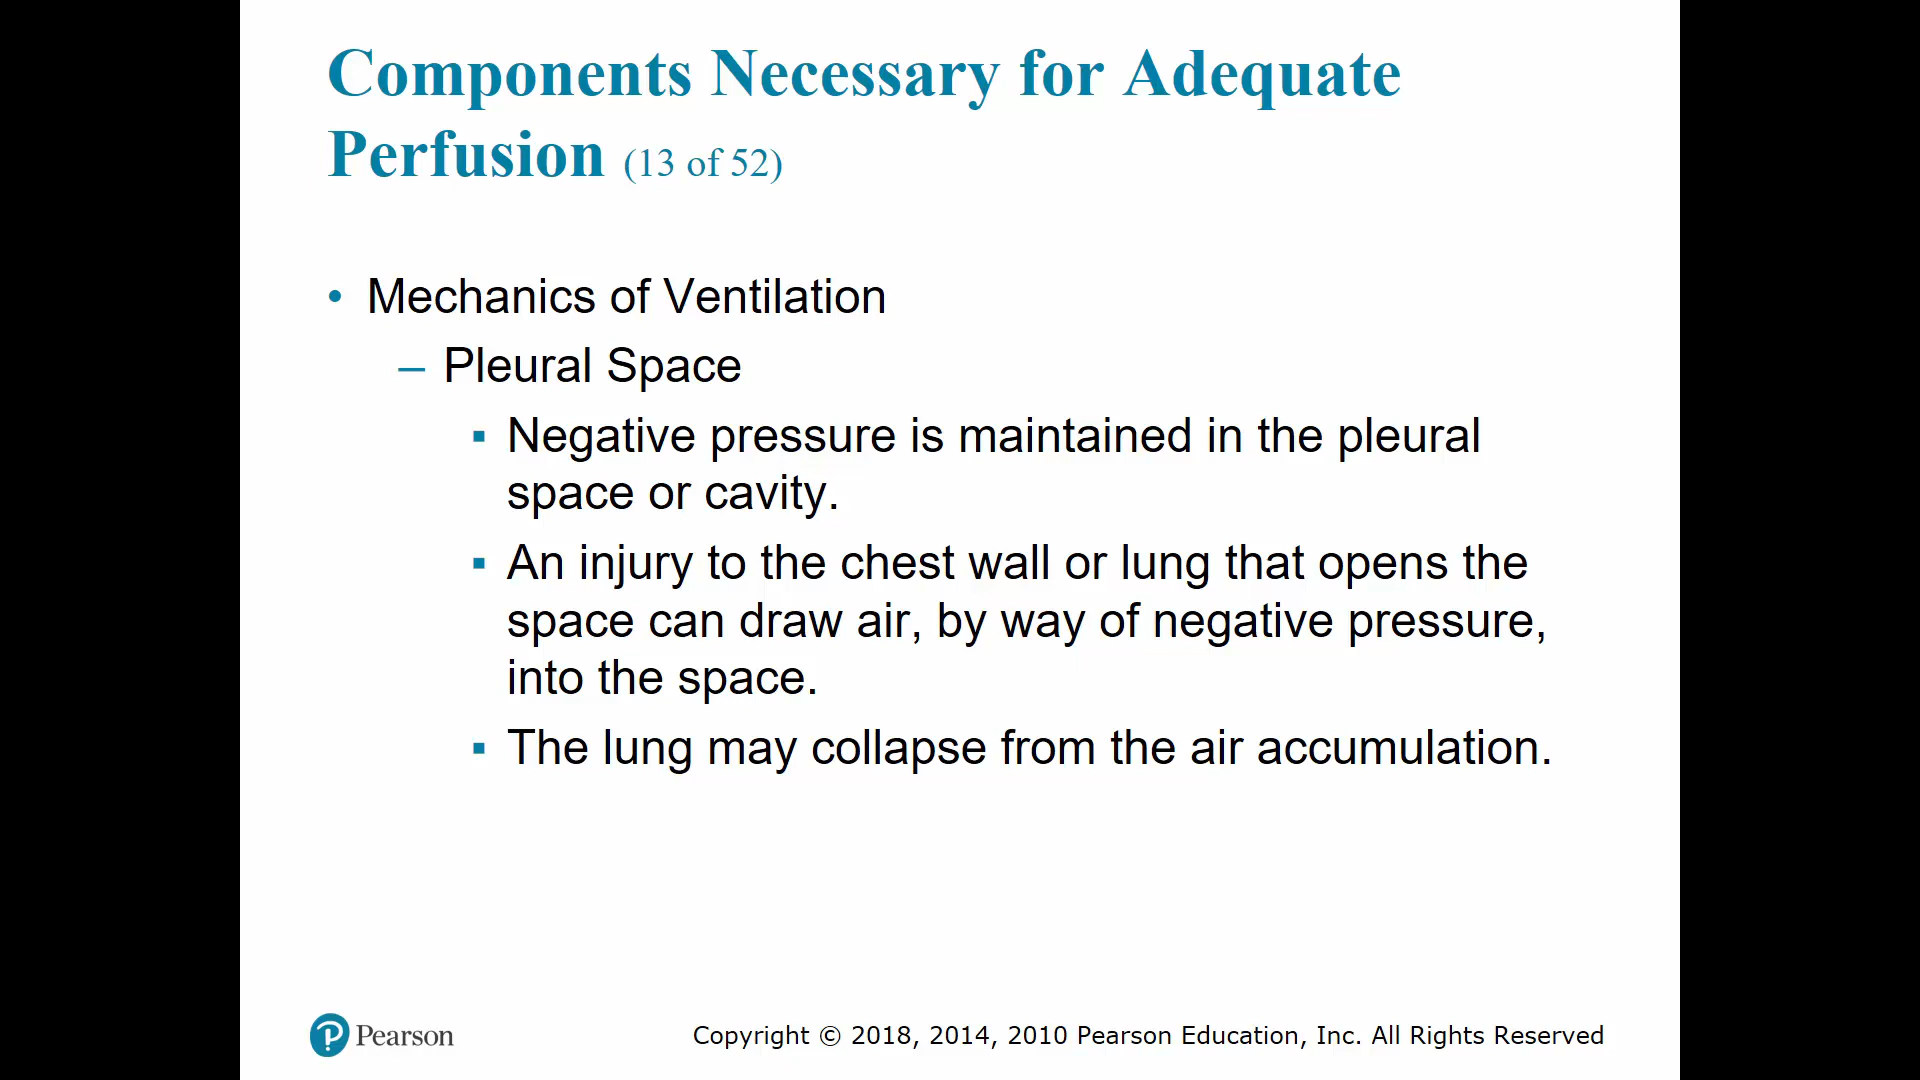 Components Necessary for Adequate
Perfusion (13 of 52)
• Mechanics of Ventilation
– Pleural Space
▪ Negative pressure is maintained in the pleural
space or cavity.
▪ An injury to the chest wall or lung that opens the
space can draw air, by way of negative pressure,
into the space.
▪ The lung may collapse from the air accumulation.
Pearson
Copyright © 2018, 2014, 2010 Pearson Education, Inc. All Rights Reserved